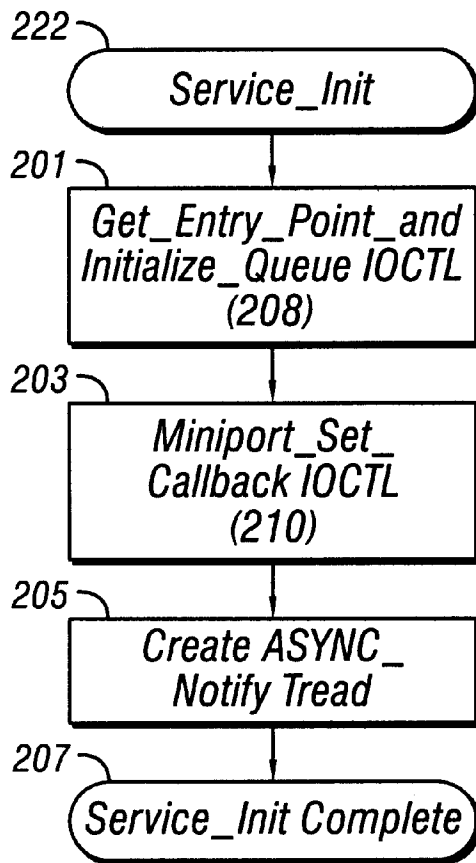 222
Service_Init
201
Get_Entry_Point_and
Initialize_Queue IOCTL
(208)
203
Miniport_Set_
Callback IOCTL
(210)
205
Create ASYNC_
Notify Tread
207
Service_Init Complete